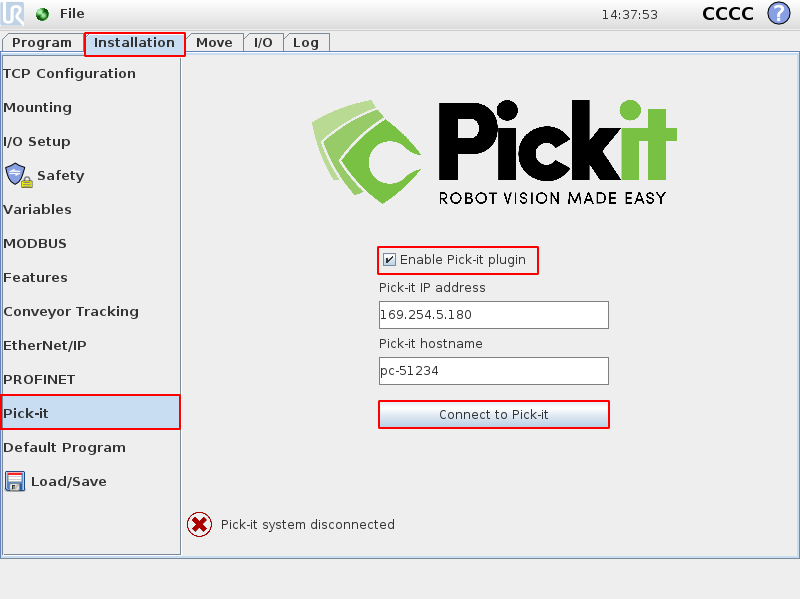 UR File 14:37:53 CCCC ?
Program Installation Move I/O Log
TCP Configuration
Mounting
I/O Setup
Safety
Variables
MODBUS
Features
Conveyor Tracking
EtherNet/IP
PROFINET
Pick-it
Default Program
Load/Save
Pickit
ROBOT VISION MADE EASY
Enable Pick-it plugin
Pick-it IP address
169.254.5.180
Pick-it hostname
pc-51234
Connect to Pick-it
Pick-it system disconnected